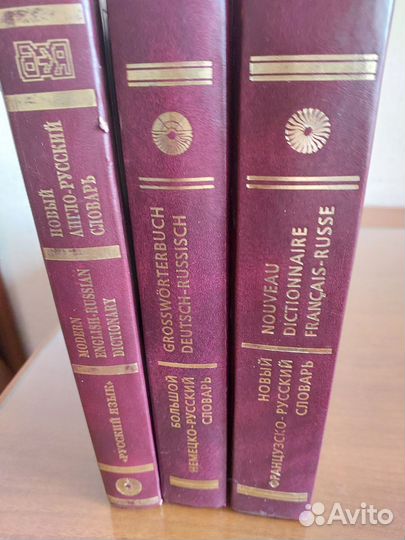 НОВЫЙ
АНГЛО-РУССКИЙ
СЛОВАРЬ
MODERN
ENGLISH-RUSSIAN
DICTIONARY
«РУССКИЙ ЯЗЫК»
GROSSWÖRTERBUCH
DEUTSCH-RUSSISCH
БОЛЬШОЙ
НЕМЕЦКО-РУССКИЙ
СЛОВАРЬ
NOUVEAU
DICTIONNAIRE
FRANÇAIS-RUSSE
НОВЫЙ
ФРАНЦУЗСКО-РУССКИЙ
СЛОВАРЬ
Avito